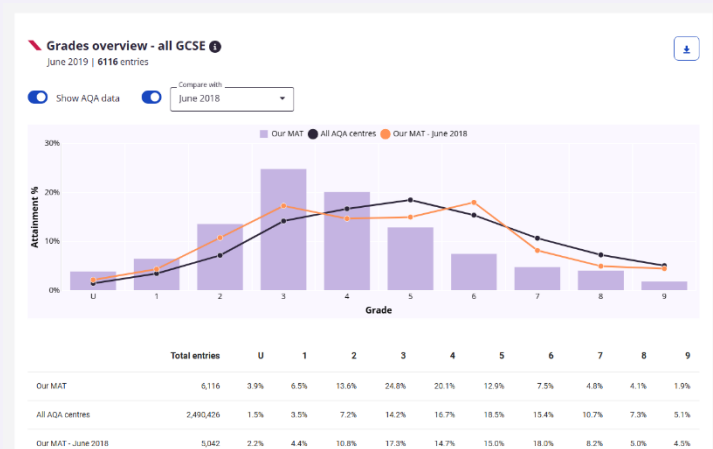 Grades overview - all GCSE
June 2019 | 6116 entries
Show AQA data
Compare with
June 2018
Our MAT All AQA centres Our MAT - June 2018
30%
20%
10%
0%
Attainment %
U 1 2 3 4 5 6 7 8 9
Grade
Total entries U 1 2 3 4 5 6 7 8 9
Our MAT 6,116 3.9% 6.5% 13.6% 24.8% 20.1% 12.9% 7.5% 4.8% 4.1% 1.9%
All AQA centres 2,490,426 1.5% 3.5% 7.2% 14.2% 16.7% 18.5% 15.4% 10.7% 7.3% 5.1%
Our MAT - June 2018 5,042 2.2% 4.4% 10.8% 17.3% 14.7% 15.0% 18.0% 8.2% 5.0% 4.5%